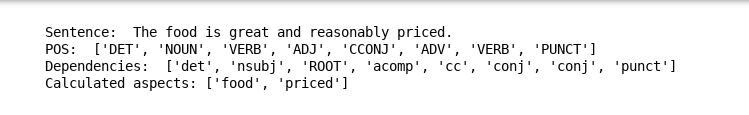 Sentence:  The food is great and reasonably priced.
POS:  ['DET', 'NOUN', 'VERB', 'ADJ', 'CCONJ', 'ADV', 'VERB', 'PUNCT']
Dependencies:  ['det', 'nsubj', 'ROOT', 'acomp', 'cc', 'conj', 'conj', 'punct']
Calculated aspects: ['food', 'priced']